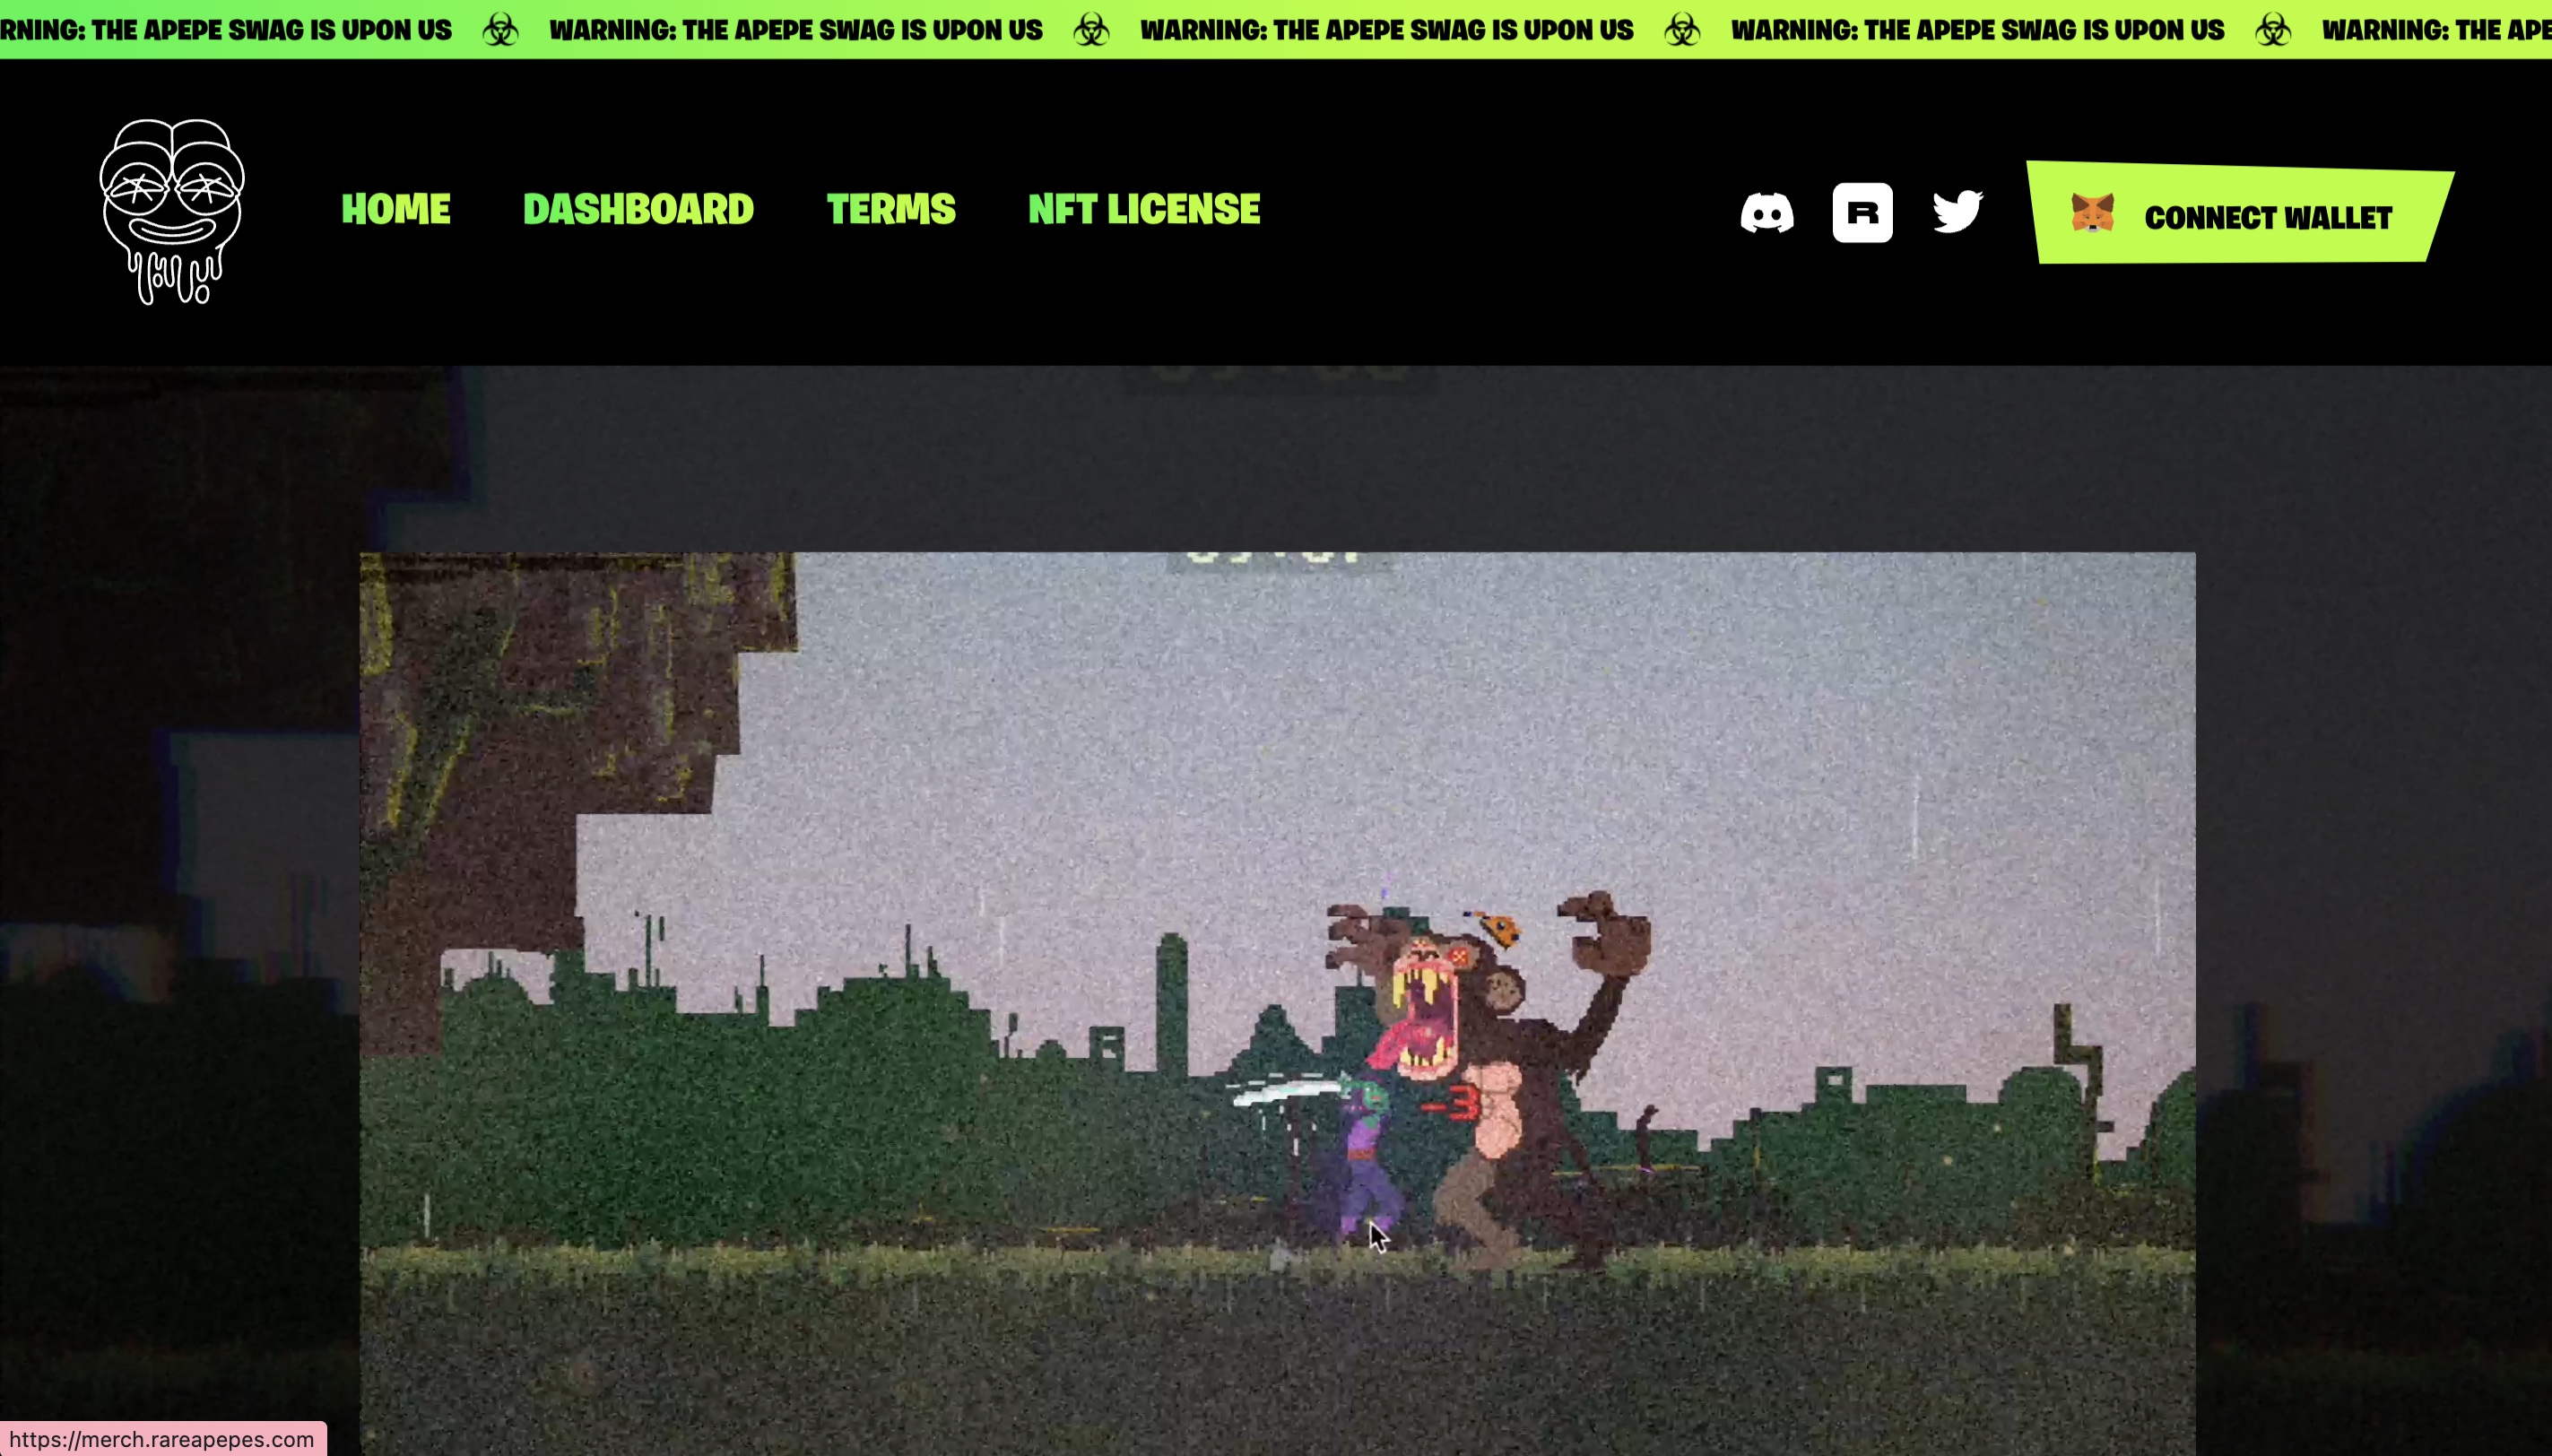 RNING: THE APEPE SWAG IS UPON US WARNING: THE APEPE SWAG IS UPON US WARNING: THE APEPE SWAG IS UPON US WARNING: THE APEPE SWAG IS UPON US WARNING: THE APE
HOME DASHBOARD TERMS NFT LICENSE R CONNECT WALLET
-3
https://merch.rareapepes.com